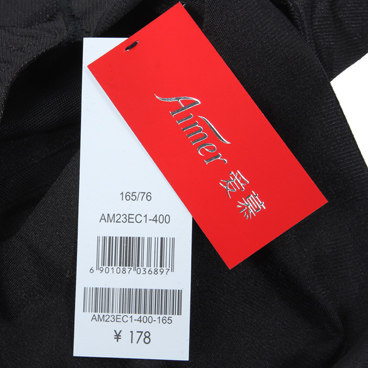 Aimer
爱慕
165/76
AM23EC1-400
6 901087 036897
AM23EC1-400-165
¥ 178